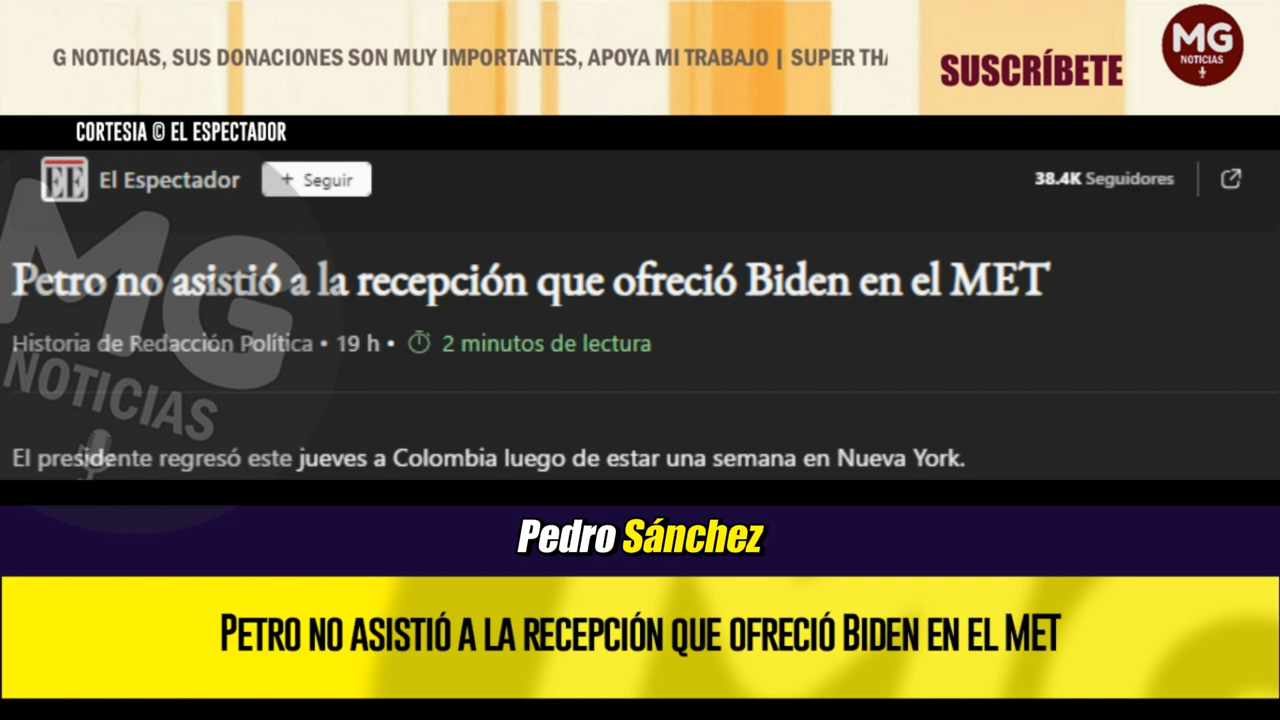 G NOTICIAS, SUS DONACIONES SON MUY IMPORTANTES, APOYA MI TRABAJO | SUPER
SUSCRÍBETE
MG
NOTICIAS
CORTESIA © EL ESPECTADOR
EE
El Espectador
+ Seguir
38.4K Seguidores
Petro no asistió a la recepción que ofreció Biden en el MET
Historia de Redacción Política • 19 h •
2 minutos de lectura
MG
NOTICIAS
El presidente regresó este jueves a Colombia luego de estar una semana en Nueva York.
Pedro Sánchez
PETRO NO ASISTIÓ A LA RECEPCIÓN QUE OFRECIÓ BIDEN EN EL MET